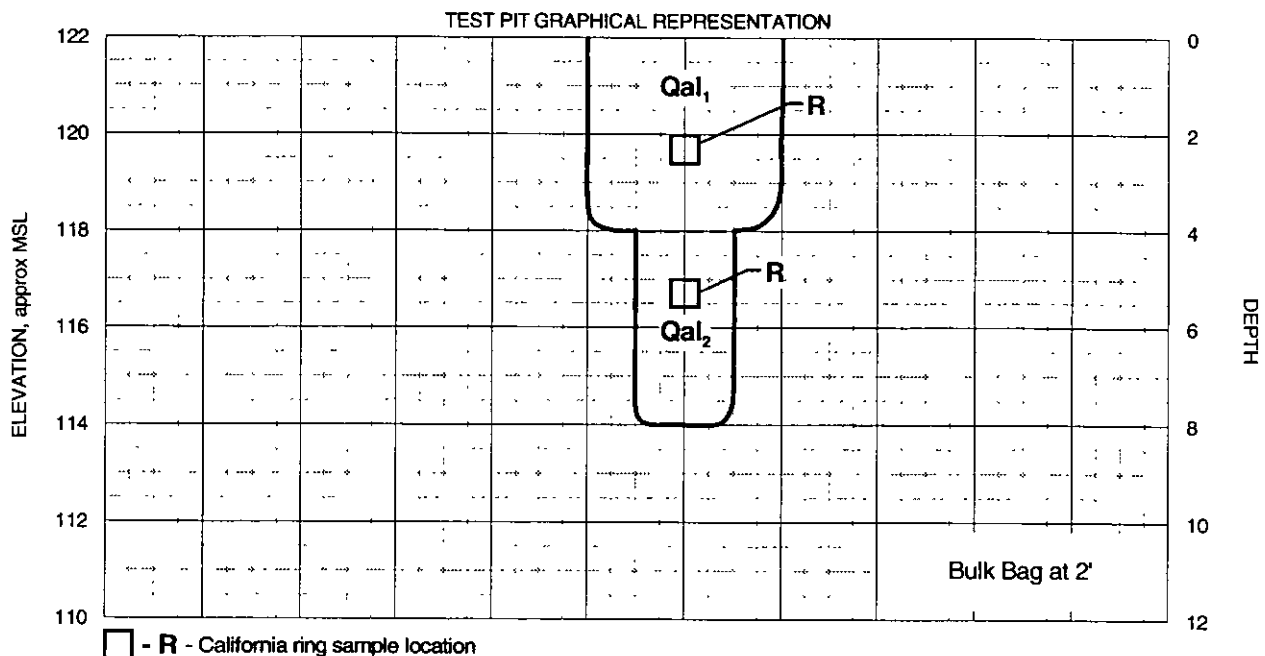 TEST PIT GRAPHICAL REPRESENTATION
122
120
118
116
114
112
110
ELEVATION, approx MSL
0
2
4
6
8
10
12
DEPTH
Qal₁
R
R
Qal₂
Bulk Bag at 2'
- R - California ring sample location